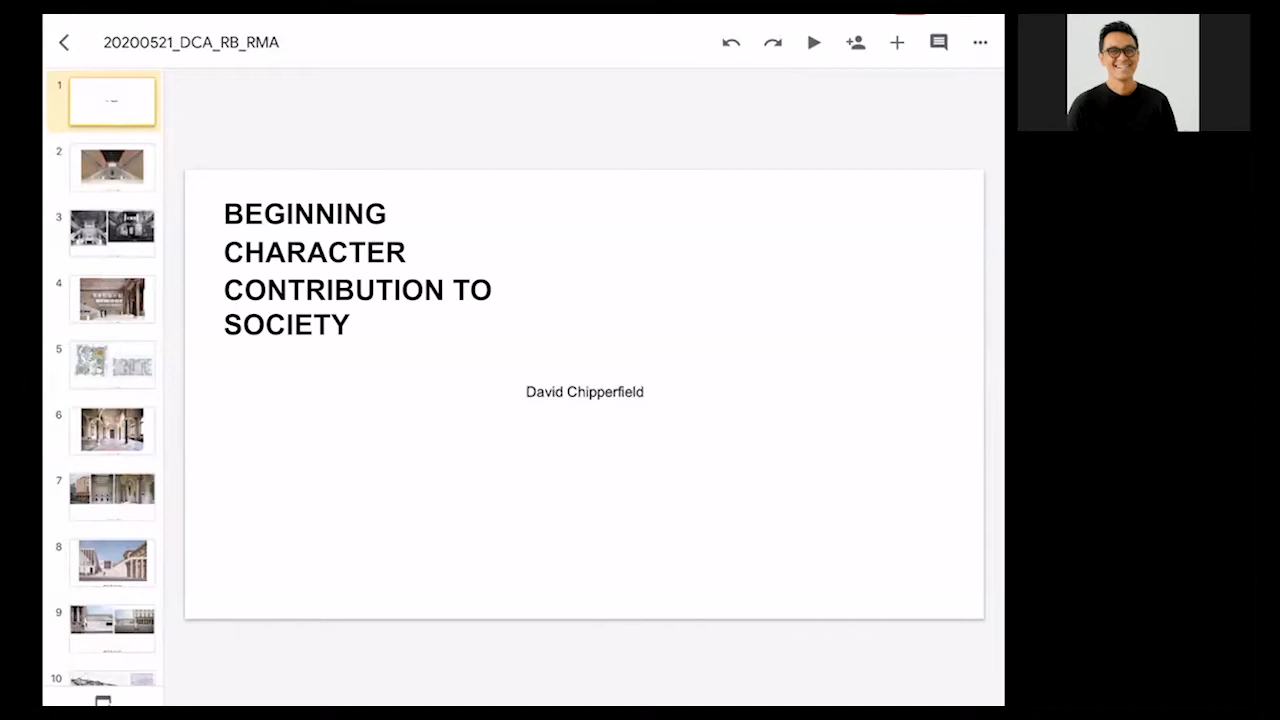 20200521_DCA_RB_RMA
1
2
3
4
5
6
7
8
9
10
BEGINNING
CHARACTER
CONTRIBUTION TO
SOCIETY
David Chipperfield